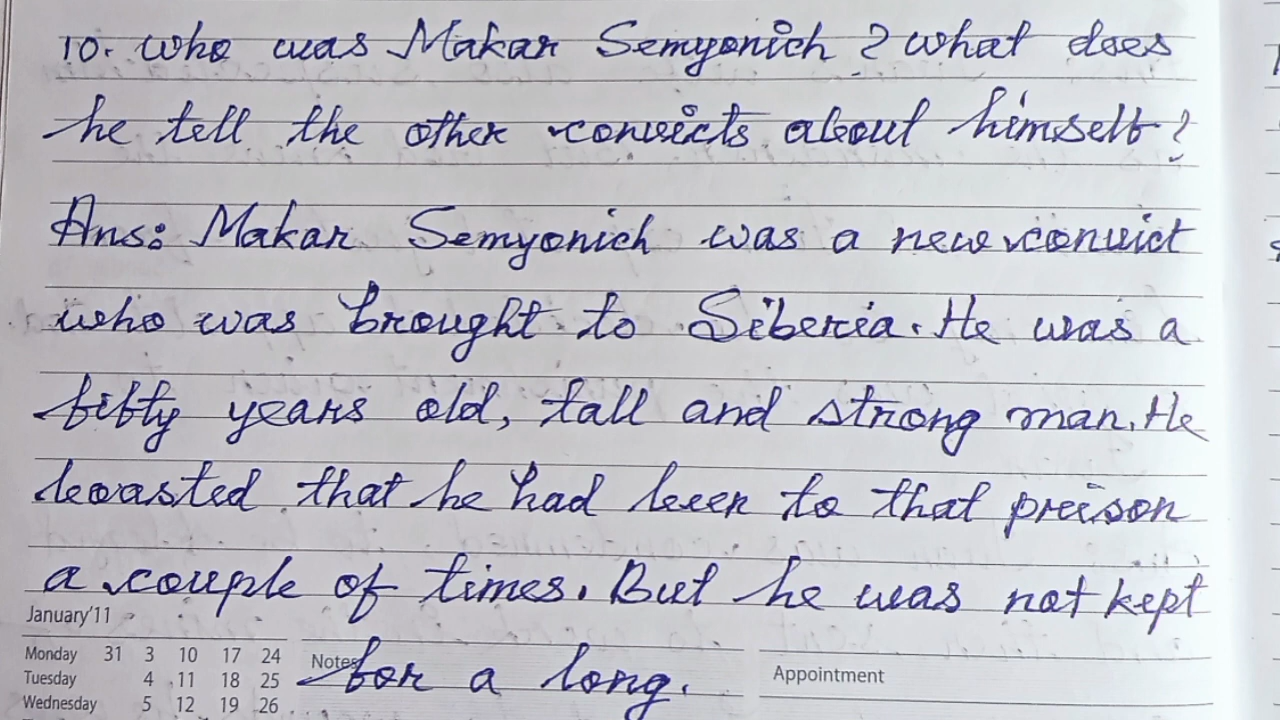 10. Who was Makar Semyonich? what does
he tell the other convicts about himself?
Ans: Makar Semyonich was a new convict
who was brought to Siberia. He was a
fifty years old, tall and strong man. He
boasted that he had been to that prison
a couple of times. But he was not kept
for a long.
January'11
Monday 31 3 10 17 24
Tuesday 4 11 18 25
Wednesday 5 12 19 26
Notes
Appointment